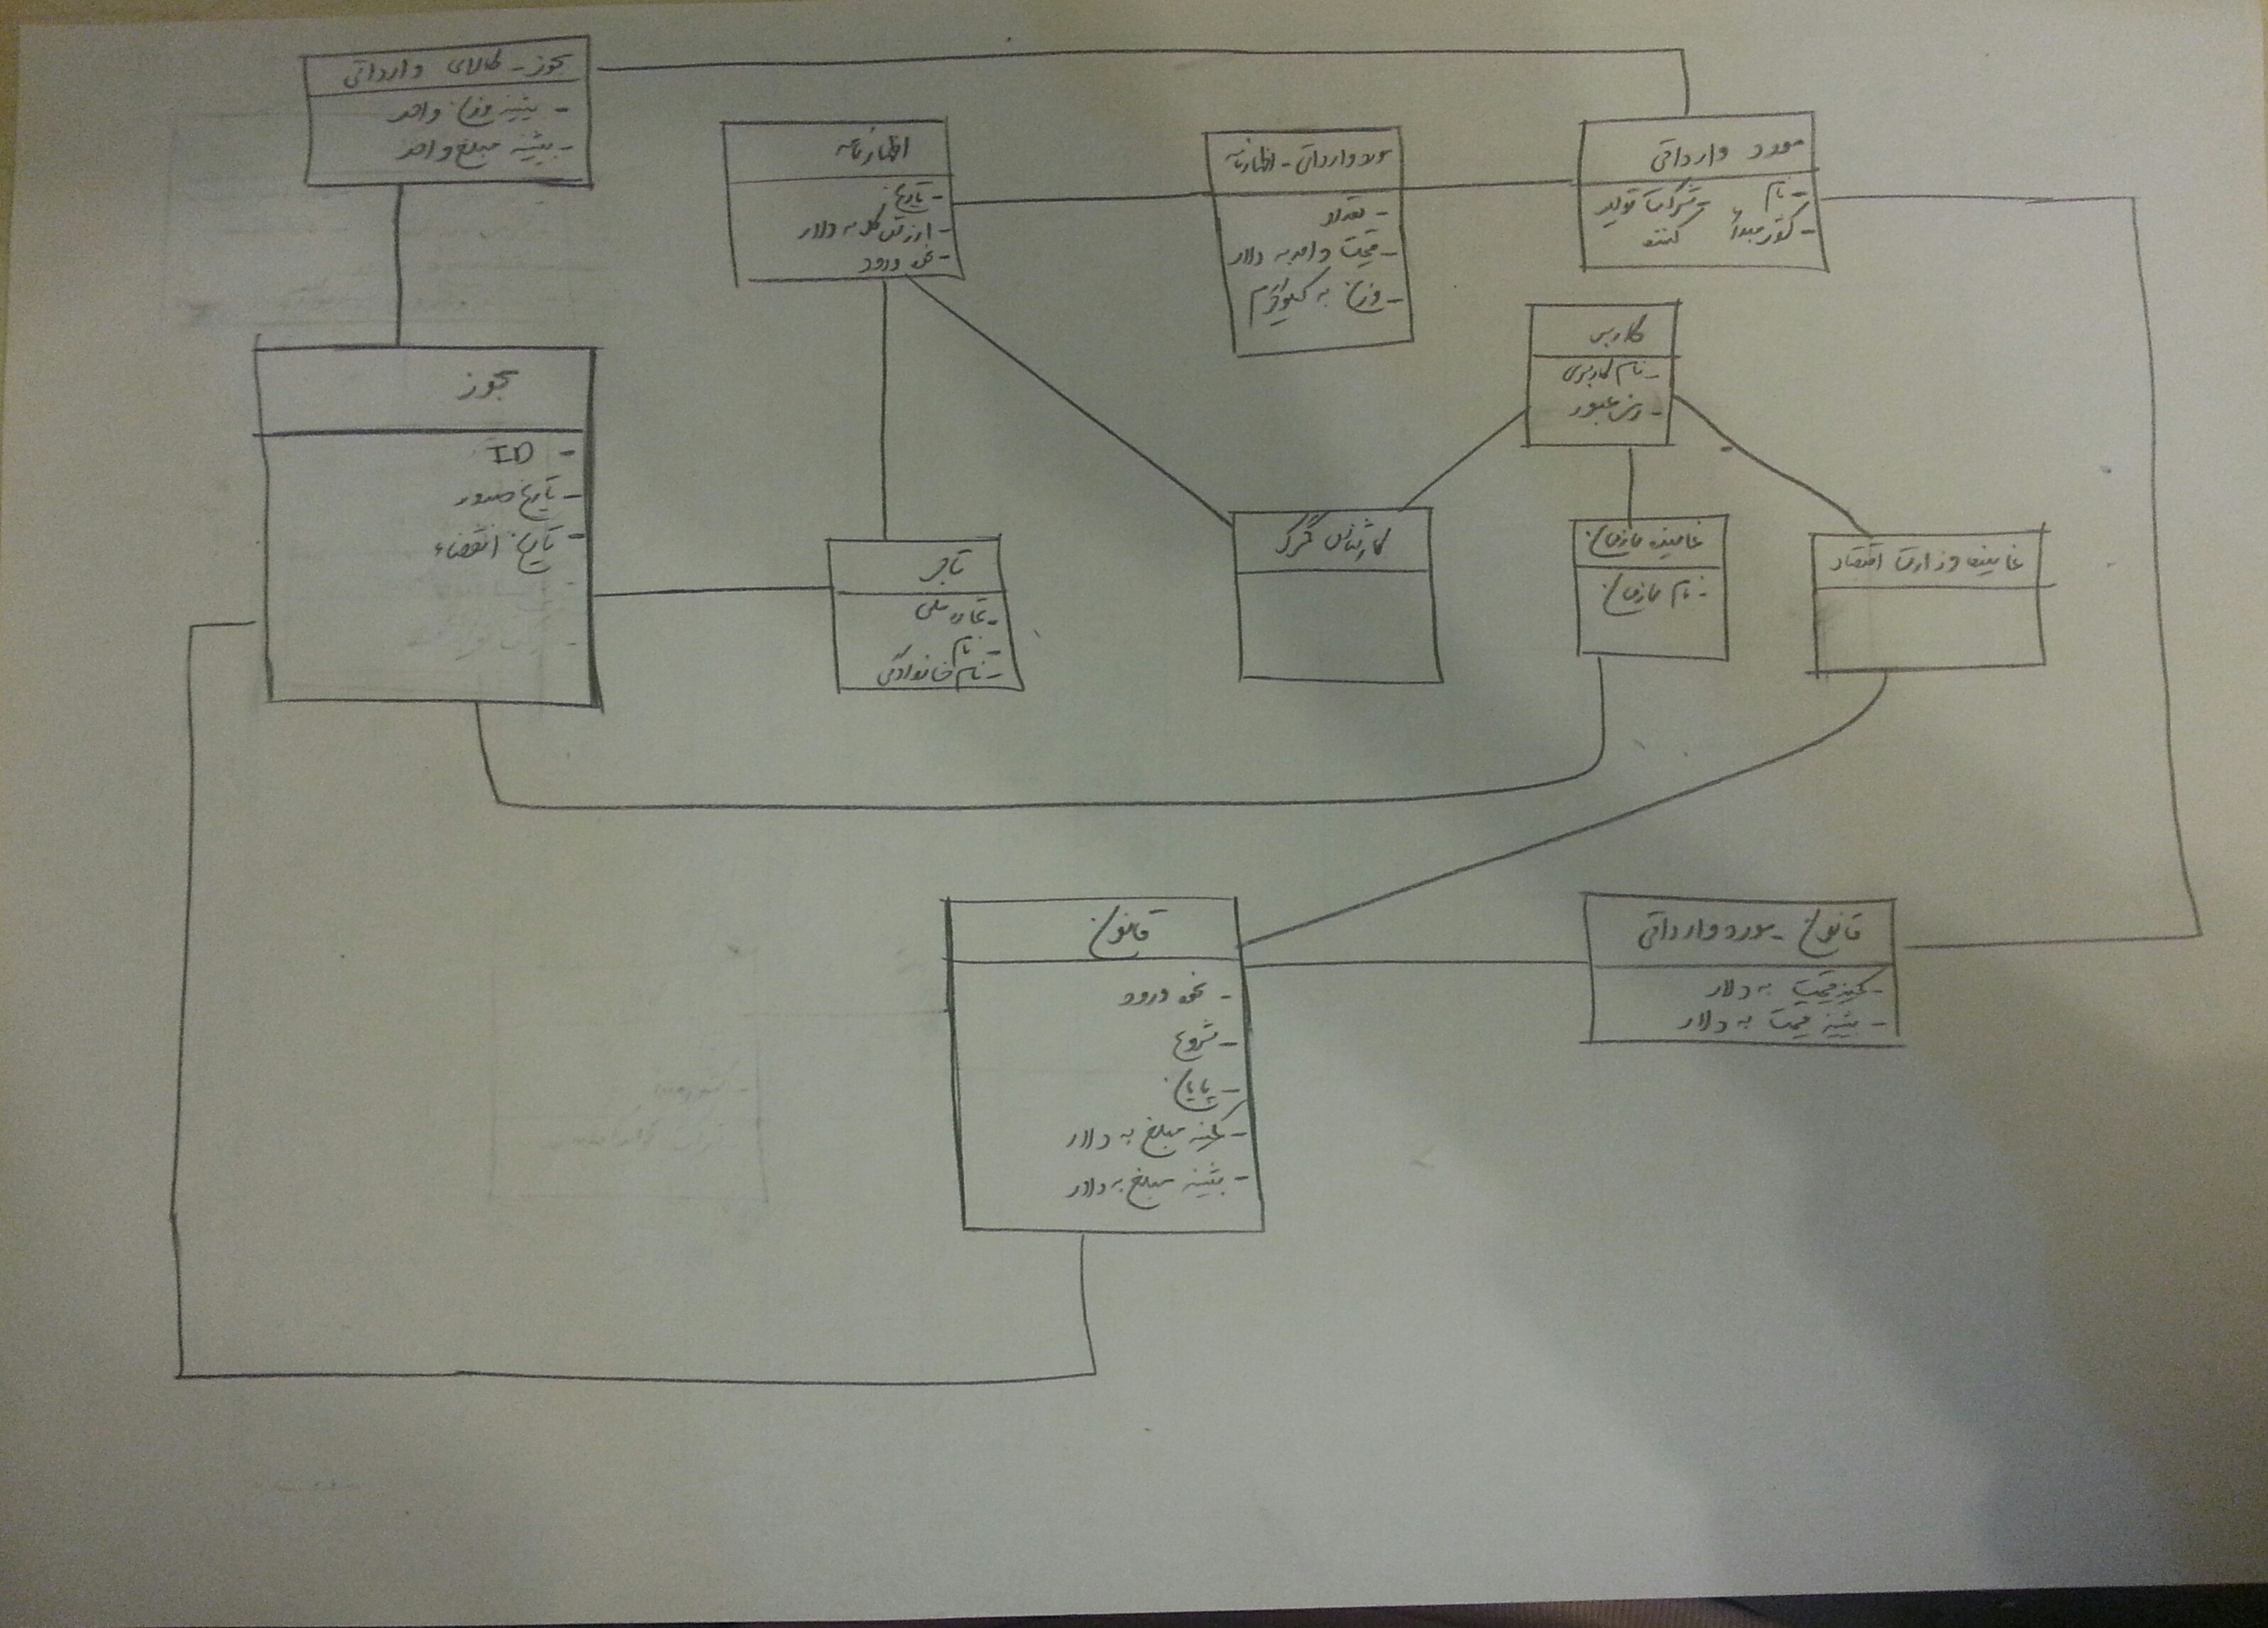 مجوز - کالای وارداتی
- بیشینه وزن واحد
- بیشینه مبلغ واحد
اظهارنامه
- تاریخ
- ارزش کل به دلار
- نحوه ورود
مورد وارداتی - اظهارنامه
- تعداد
- قیمت واحد به دلار
- وزن به کیلوگرم
مورد وارداتی
- نام
- کشور مبدأ
- شرکت تولید
کننده
کاربر
- نام کاربری
- رمز عبور
مجوز
- ID
- تاریخ صدور
- تاریخ انقضاء
تاجر
- شماره ملی
- نام
- نام خانوادگی
کارشناس گمرک
نماینده سازمان
- نام سازمان
نماینده وزارت اقتصاد
قانون
- نحوه ورود
- شروع
- پایان
- کمینه مبلغ به دلار
- بیشینه مبلغ به دلار
قانون - مورد وارداتی
- کمینه قیمت به دلار
- بیشینه قیمت به دلار